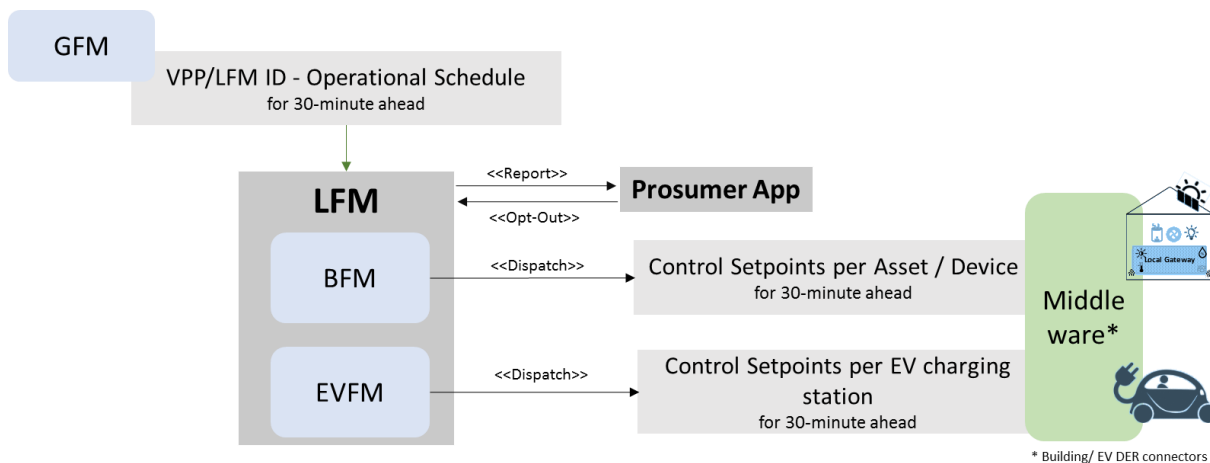 GFM
VPP/LFM ID - Operational Schedule
for 30-minute ahead
LFM
<<Report>>
Prosumer App
<<Opt-Out>>
BFM
<<Dispatch>>
Control Setpoints per Asset / Device
for 30-minute ahead
Local Gateway
Middle
ware*
EVFM
<<Dispatch>>
Control Setpoints per EV charging
station
for 30-minute ahead
* Building/ EV DER connectors